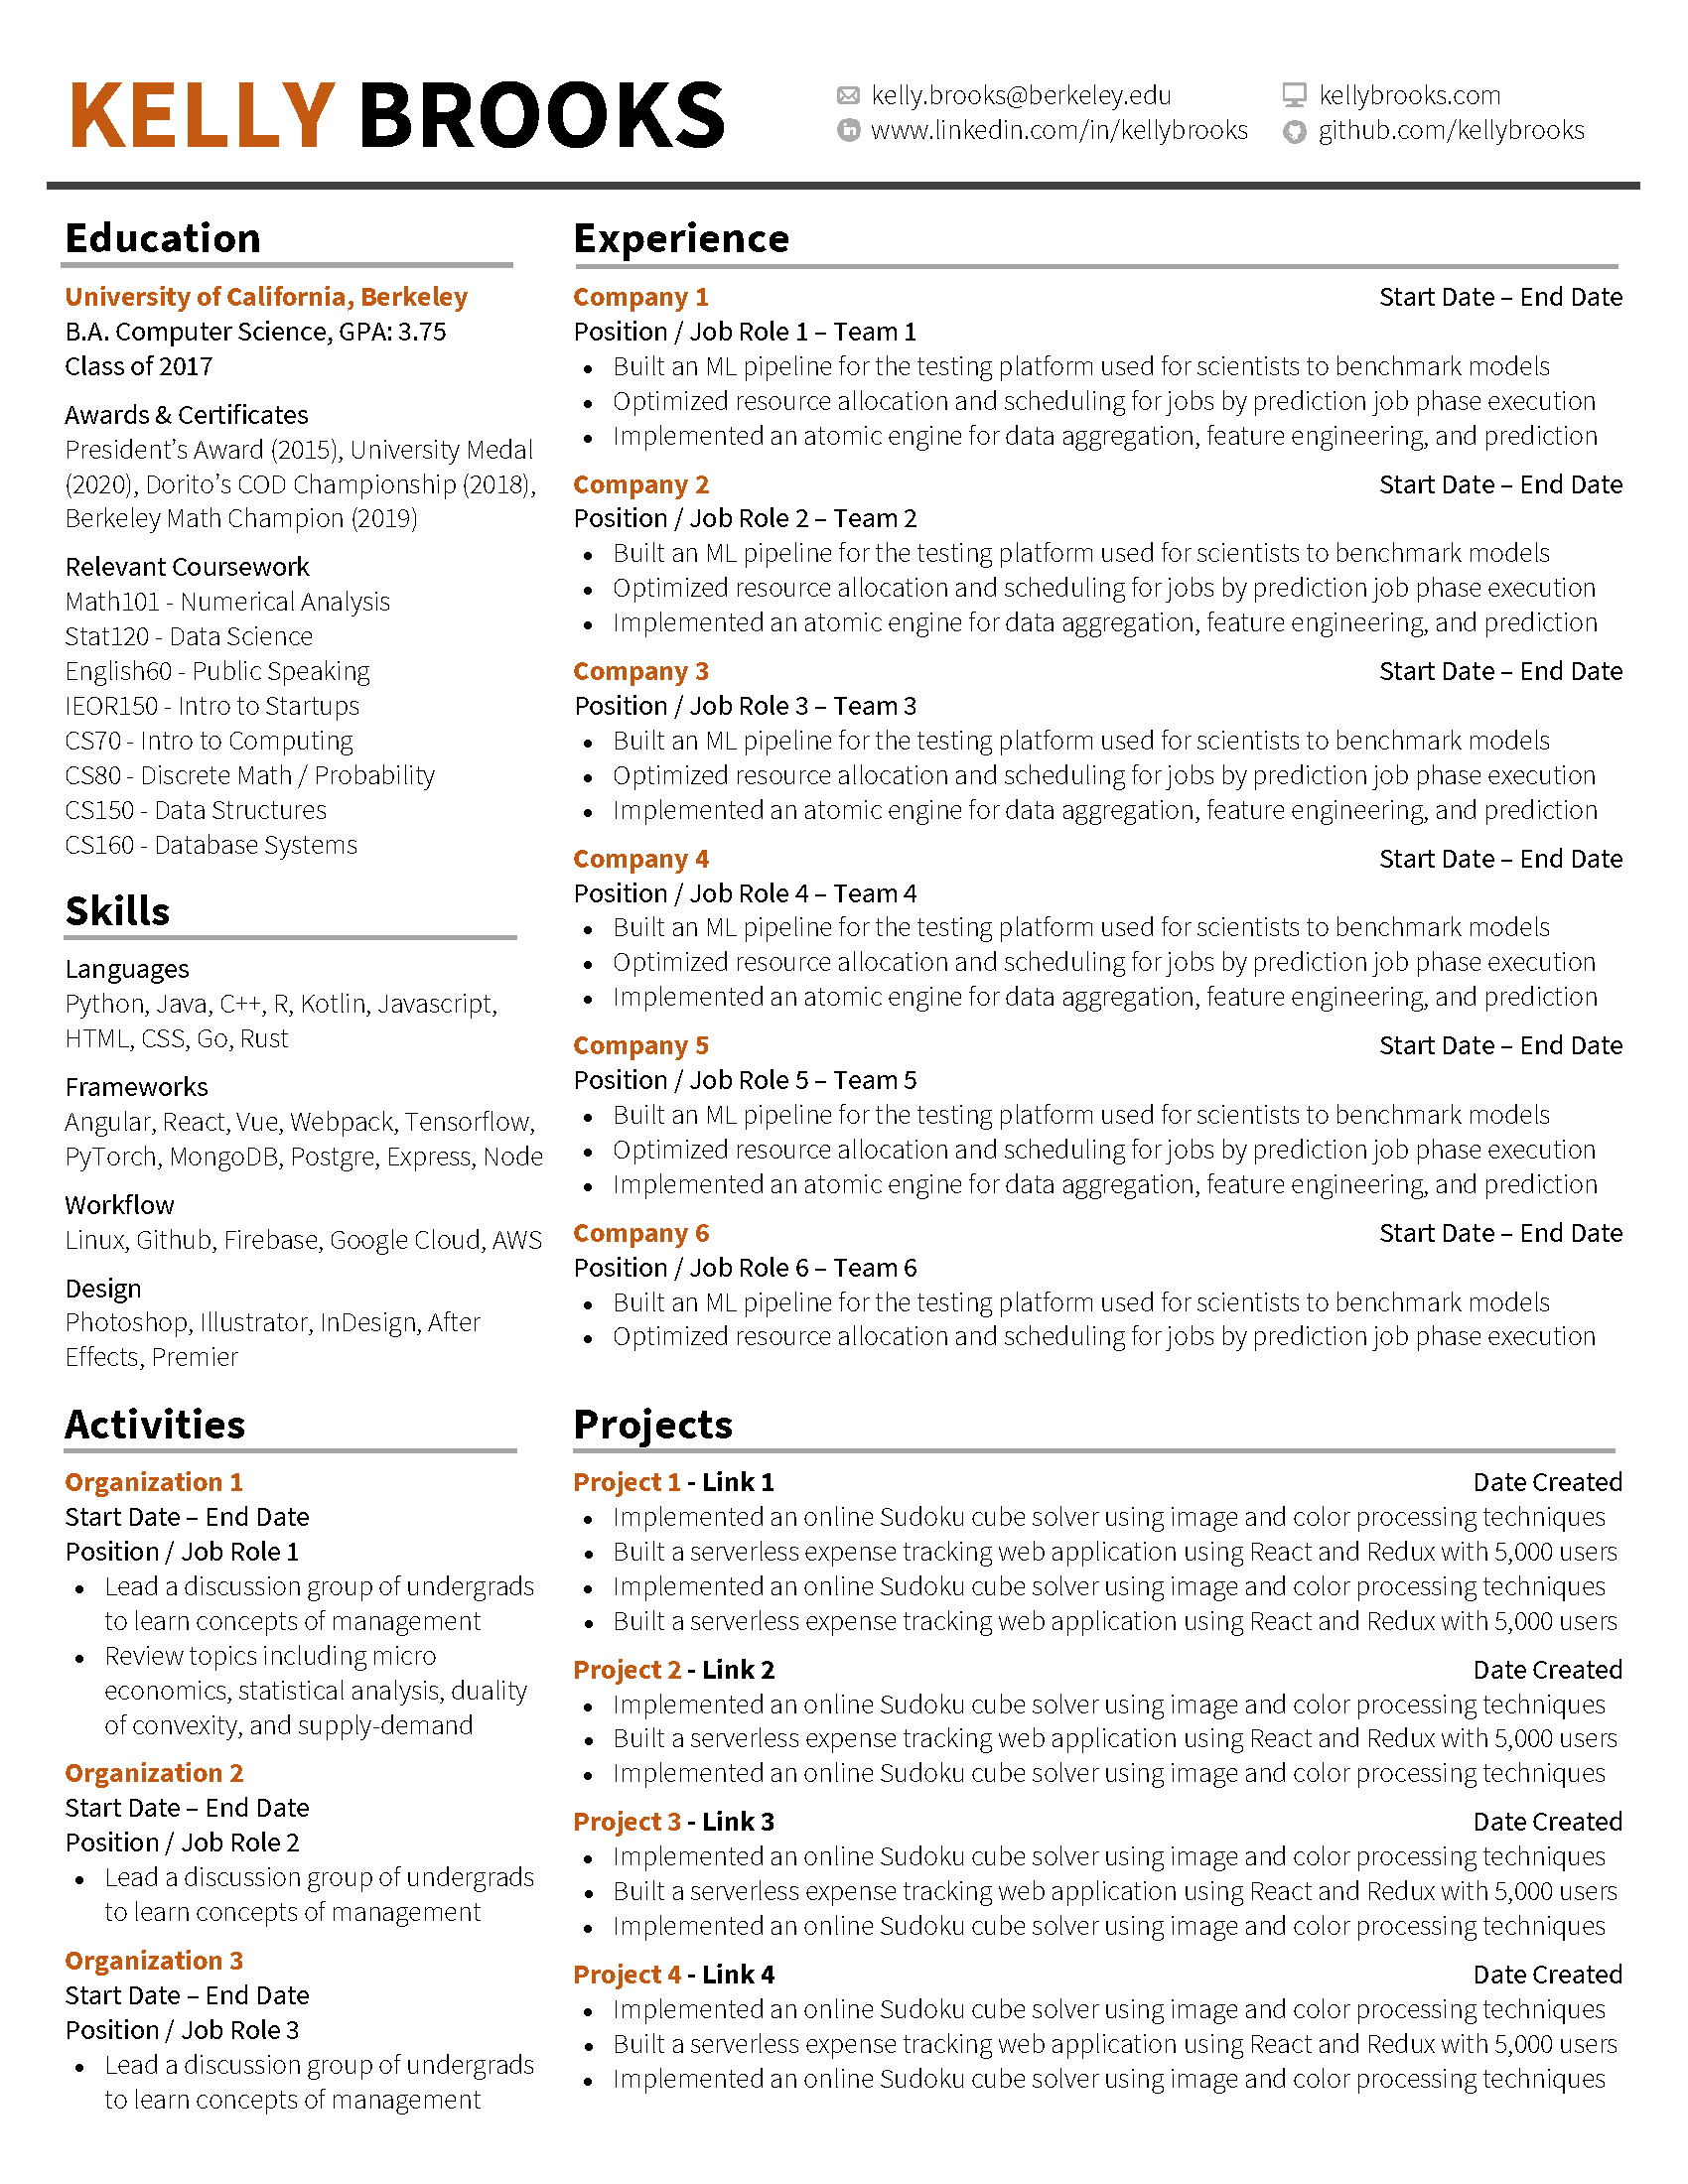 KELLY BROOKS
kelly.brooks@berkeley.edu
www.linkedin.com/in/kellybrooks
kellybrooks.com
github.com/kellybrooks
Education
University of California, Berkeley
B.A. Computer Science, GPA: 3.75
Class of 2017
Awards & Certificates
President’s Award (2015), University Medal
(2020), Dorito’s COD Championship (2018),
Berkeley Math Champion (2019)
Relevant Coursework
Math101 - Numerical Analysis
Stat120 - Data Science
English60 - Public Speaking
IEOR150 - Intro to Startups
CS70 - Intro to Computing
CS80 - Discrete Math / Probability
CS150 - Data Structures
CS160 - Database Systems
Skills
Languages
Python, Java, C++, R, Kotlin, Javascript,
HTML, CSS, Go, Rust
Frameworks
Angular, React, Vue, Webpack, Tensorflow,
PyTorch, MongoDB, Postgre, Express, Node
Workflow
Linux, Github, Firebase, Google Cloud, AWS
Design
Photoshop, Illustrator, InDesign, After
Effects, Premier
Activities
Organization 1
Start Date – End Date
Position / Job Role 1
• Lead a discussion group of undergrads
to learn concepts of management
• Review topics including micro
economics, statistical analysis, duality
of convexity, and supply-demand
Organization 2
Start Date – End Date
Position / Job Role 2
• Lead a discussion group of undergrads
to learn concepts of management
Organization 3
Start Date – End Date
Position / Job Role 3
• Lead a discussion group of undergrads
to learn concepts of management
Experience
Company 1 Start Date – End Date
Position / Job Role 1 – Team 1
• Built an ML pipeline for the testing platform used for scientists to benchmark models
• Optimized resource allocation and scheduling for jobs by prediction job phase execution
• Implemented an atomic engine for data aggregation, feature engineering, and prediction
Company 2 Start Date – End Date
Position / Job Role 2 – Team 2
• Built an ML pipeline for the testing platform used for scientists to benchmark models
• Optimized resource allocation and scheduling for jobs by prediction job phase execution
• Implemented an atomic engine for data aggregation, feature engineering, and prediction
Company 3 Start Date – End Date
Position / Job Role 3 – Team 3
• Built an ML pipeline for the testing platform used for scientists to benchmark models
• Optimized resource allocation and scheduling for jobs by prediction job phase execution
• Implemented an atomic engine for data aggregation, feature engineering, and prediction
Company 4 Start Date – End Date
Position / Job Role 4 – Team 4
• Built an ML pipeline for the testing platform used for scientists to benchmark models
• Optimized resource allocation and scheduling for jobs by prediction job phase execution
• Implemented an atomic engine for data aggregation, feature engineering, and prediction
Company 5 Start Date – End Date
Position / Job Role 5 – Team 5
• Built an ML pipeline for the testing platform used for scientists to benchmark models
• Optimized resource allocation and scheduling for jobs by prediction job phase execution
• Implemented an atomic engine for data aggregation, feature engineering, and prediction
Company 6 Start Date – End Date
Position / Job Role 6 – Team 6
• Built an ML pipeline for the testing platform used for scientists to benchmark models
• Optimized resource allocation and scheduling for jobs by prediction job phase execution
Projects
Project 1 - Link 1 Date Created
• Implemented an online Sudoku cube solver using image and color processing techniques
• Built a serverless expense tracking web application using React and Redux with 5,000 users
• Implemented an online Sudoku cube solver using image and color processing techniques
• Built a serverless expense tracking web application using React and Redux with 5,000 users
Project 2 - Link 2 Date Created
• Implemented an online Sudoku cube solver using image and color processing techniques
• Built a serverless expense tracking web application using React and Redux with 5,000 users
• Implemented an online Sudoku cube solver using image and color processing techniques
Project 3 - Link 3 Date Created
• Implemented an online Sudoku cube solver using image and color processing techniques
• Built a serverless expense tracking web application using React and Redux with 5,000 users
• Implemented an online Sudoku cube solver using image and color processing techniques
Project 4 - Link 4 Date Created
• Implemented an online Sudoku cube solver using image and color processing techniques
• Built a serverless expense tracking web application using React and Redux with 5,000 users
• Implemented an online Sudoku cube solver using image and color processing techniques